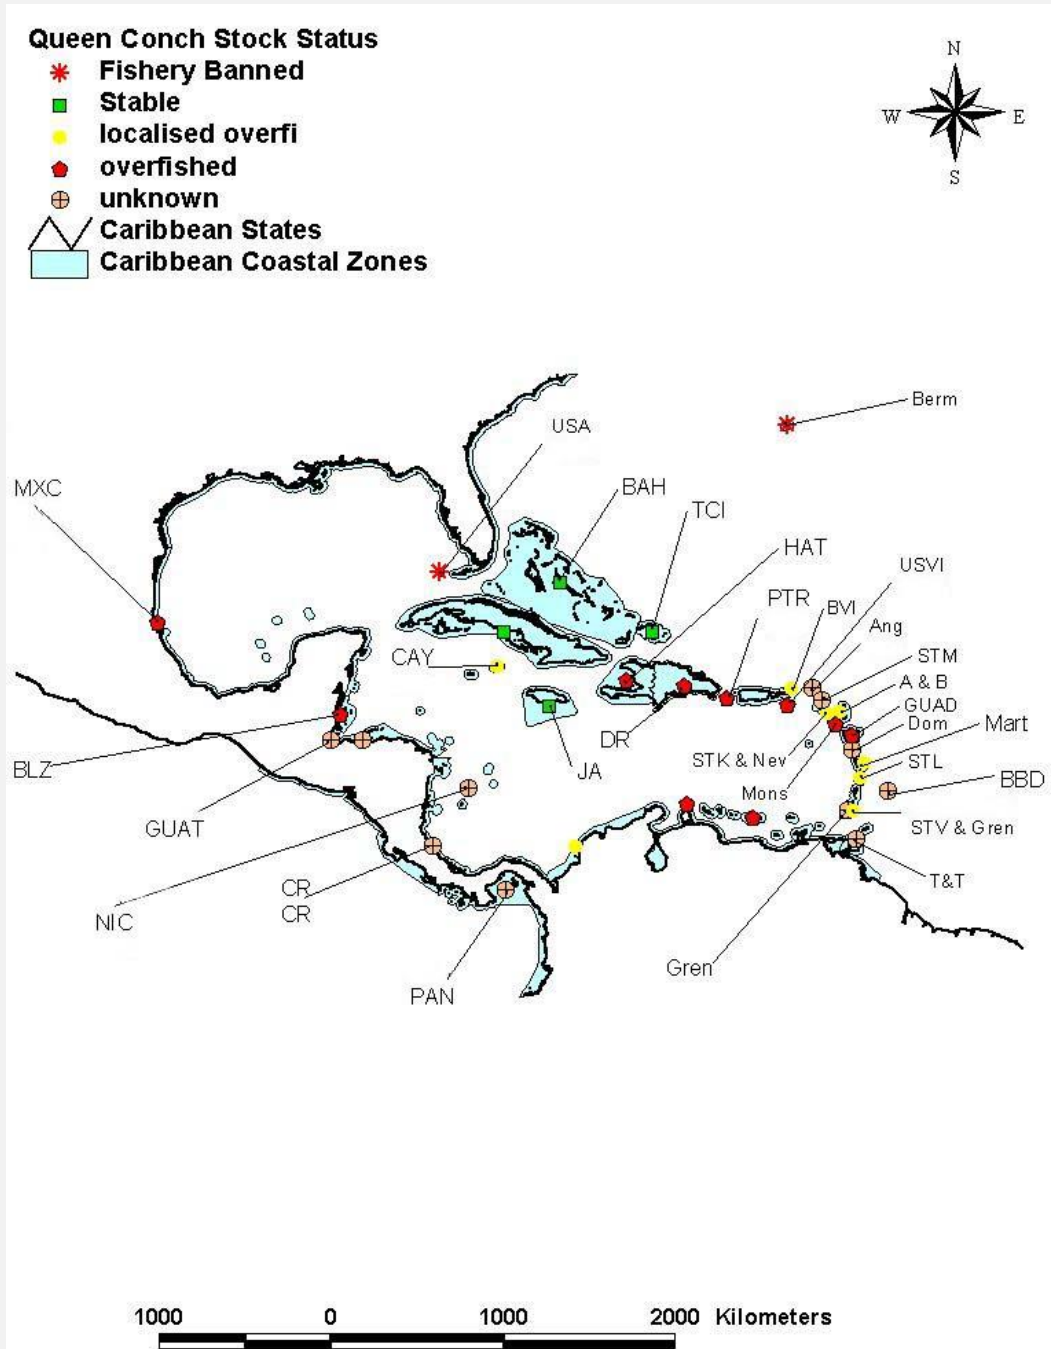 Queen Conch Stock Status
Fishery Banned
Stable
localised overfi
overfished
unknown
Caribbean States
Caribbean Coastal Zones
N
W
E
S
Berm
USA
MXC
BAH
TCI
HAT
USVI
PTR
BVI
Ang
STM
CAY
A & B
GUAD
Dom
Mart
DR
STK & Nev
STL
BLZ
JA
BBD
Mons
GUAT
STV & Gren
T&T
CR
NIC
CR
Gren
PAN
1000 0 1000 2000 Kilometers